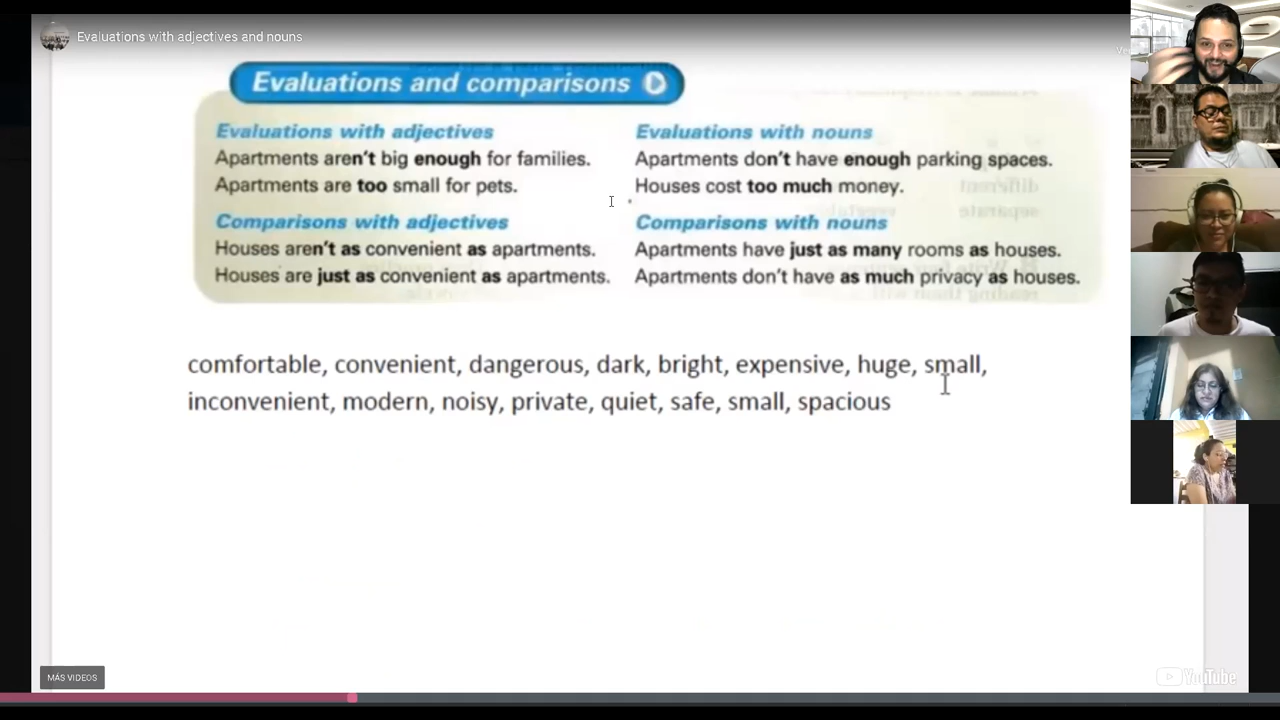 Evaluations with adjectives and nouns
Evaluations and comparisons
Evaluations with adjectives
Apartments aren't big enough for families.
Apartments are too small for pets.
Comparisons with adjectives
Houses aren't as convenient as apartments.
Houses are just as convenient as apartments.
Evaluations with nouns
Apartments don't have enough parking spaces.
Houses cost too much money.
Comparisons with nouns
Apartments have just as many rooms as houses.
Apartments don't have as much privacy as houses.
comfortable, convenient, dangerous, dark, bright, expensive, huge, small,
inconvenient, modern, noisy, private, quiet, safe, small, spacious
MÁS VIDEOS
YouTube